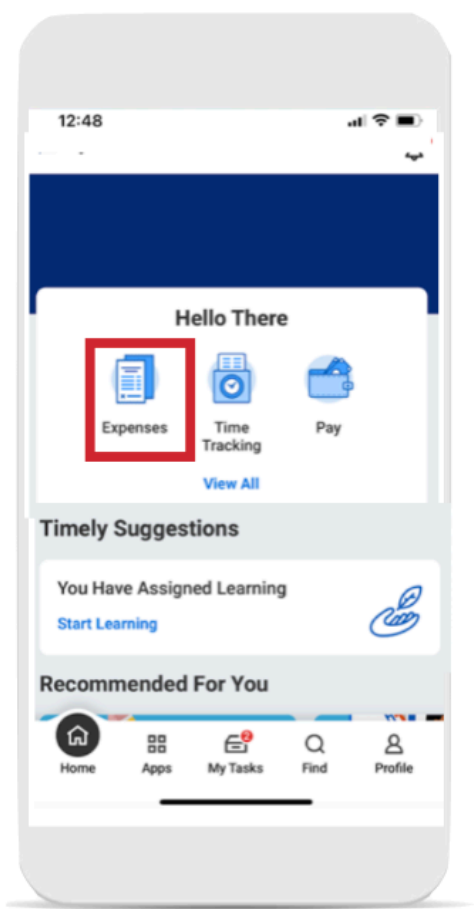 12:48
Hello There
Expenses
Time
Tracking
Pay
View All
Timely Suggestions
You Have Assigned Learning
Start Learning
Recommended For You
2
Home
Apps
My Tasks
Find
Profile